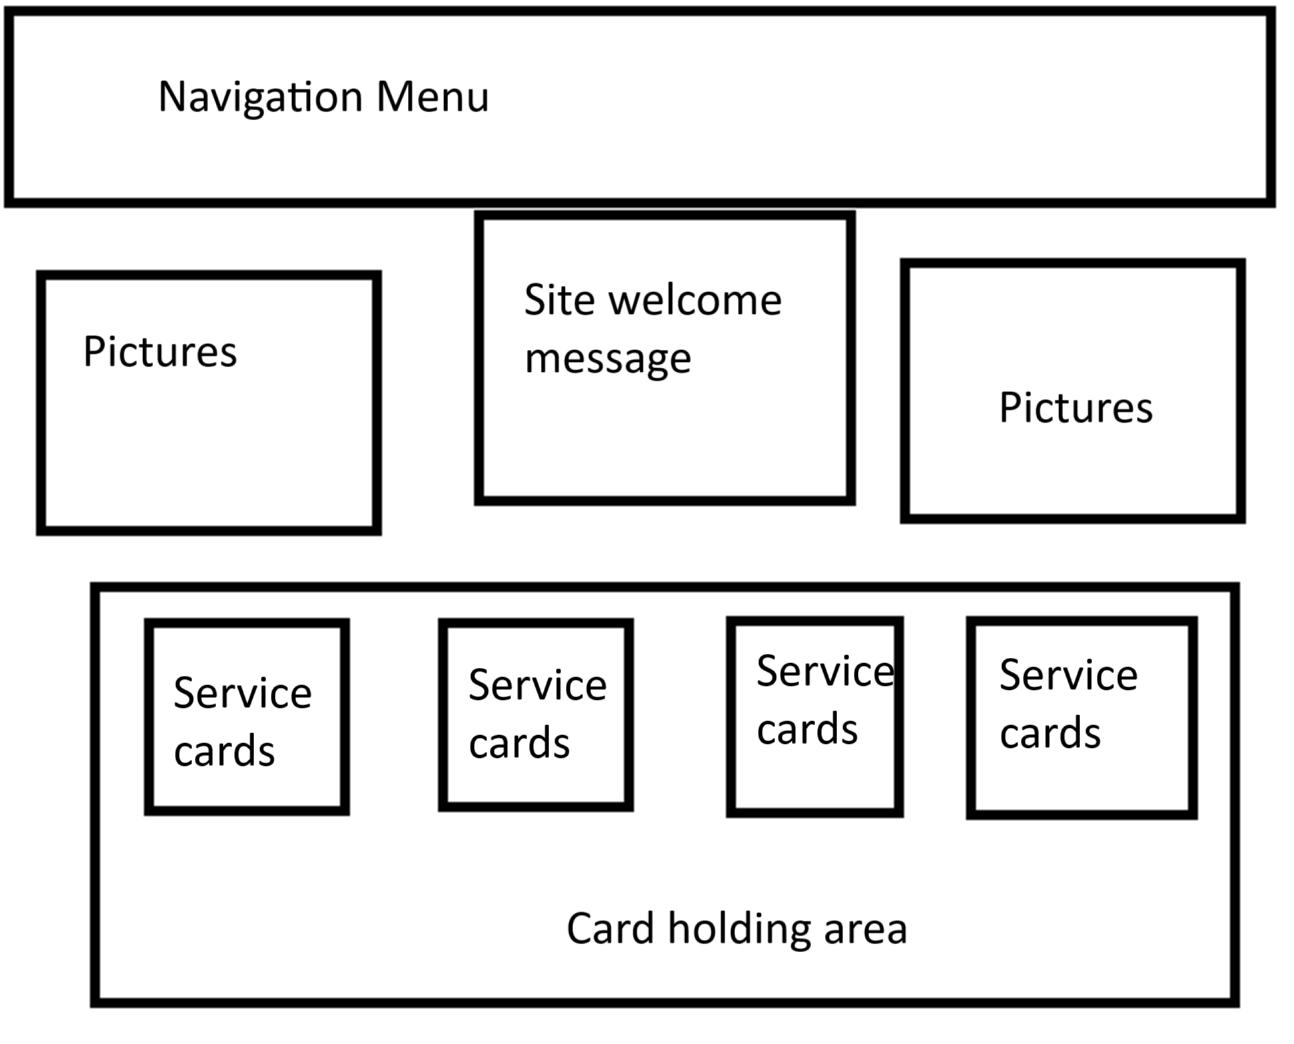 Navigation Menu
Pictures
Site welcome
message
Pictures
Service
cards
Service
cards
Service
cards
Service
cards
Card holding area